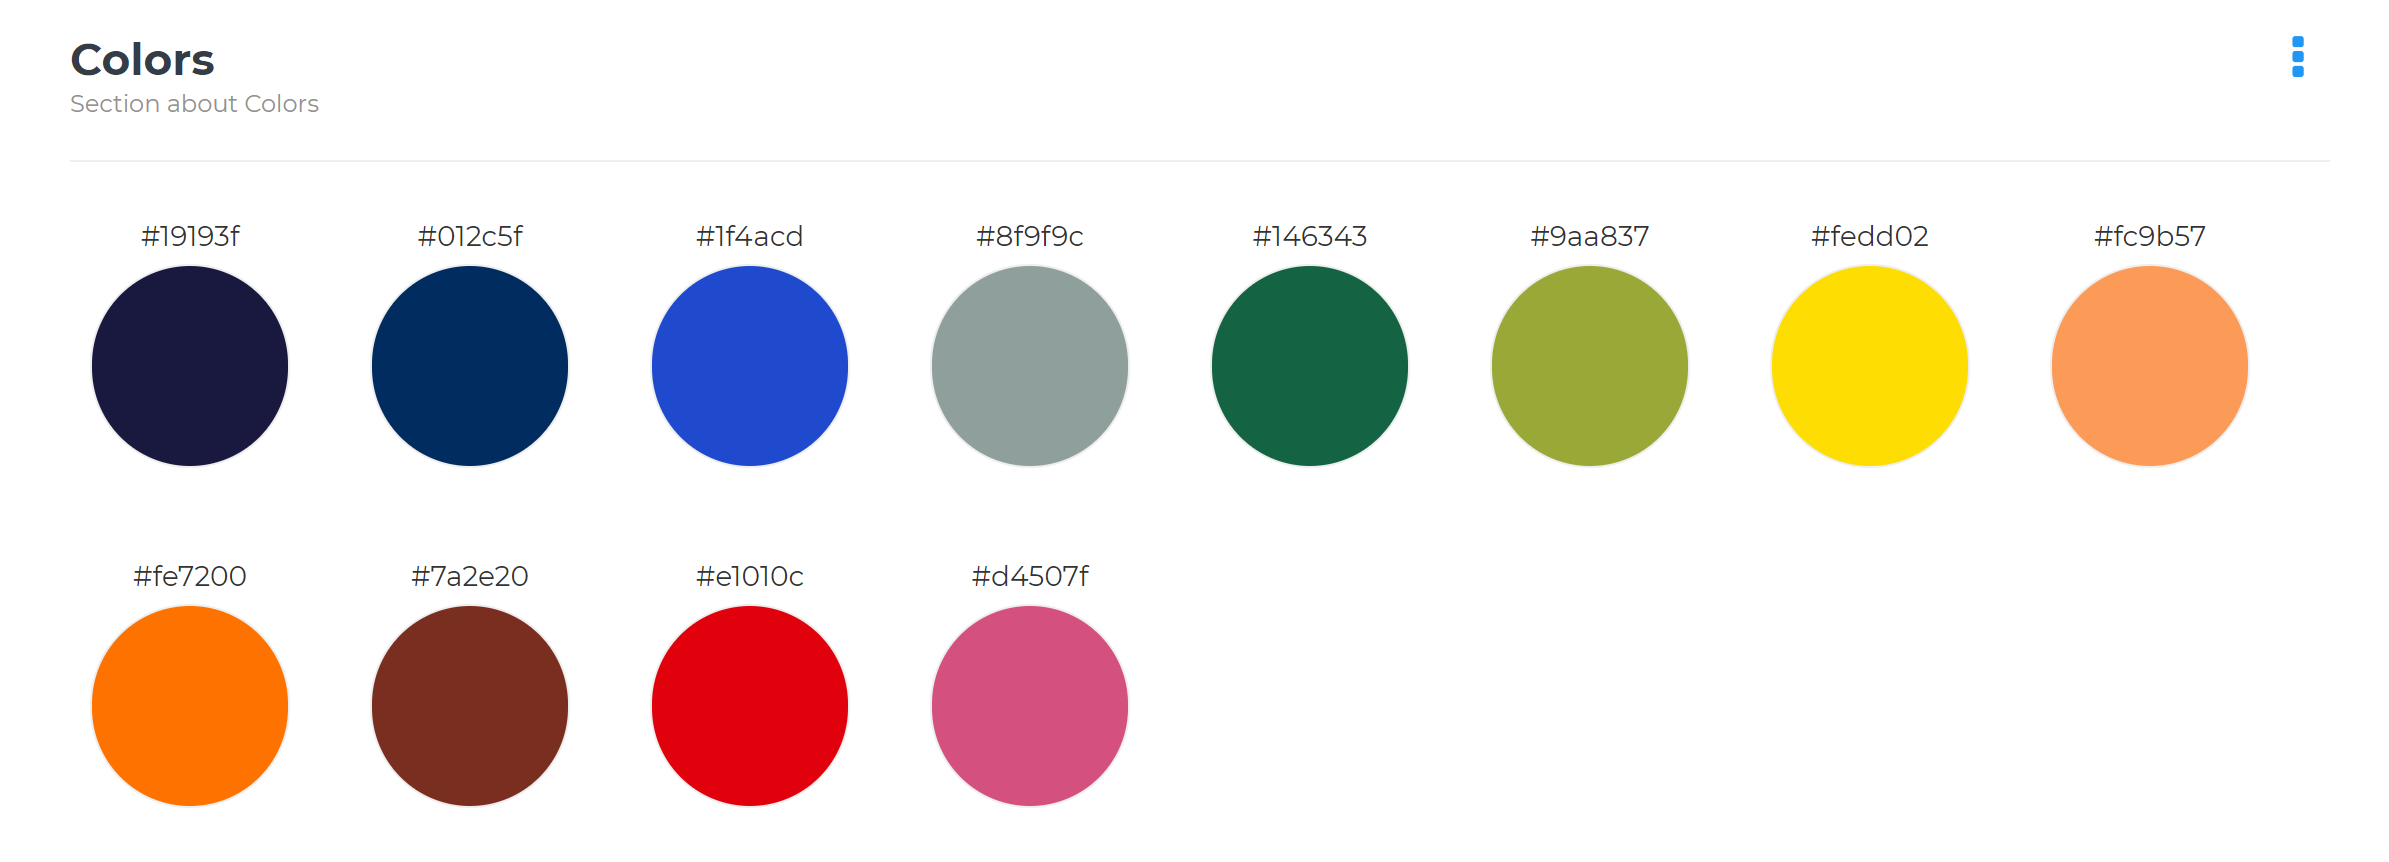 Colors
Section about Colors
#19193f #012c5f #1f4acd #8f9f9c #146343 #9aa837 #fedd02 #fc9b57
#fe7200 #7a2e20 #e1010c #d4507f